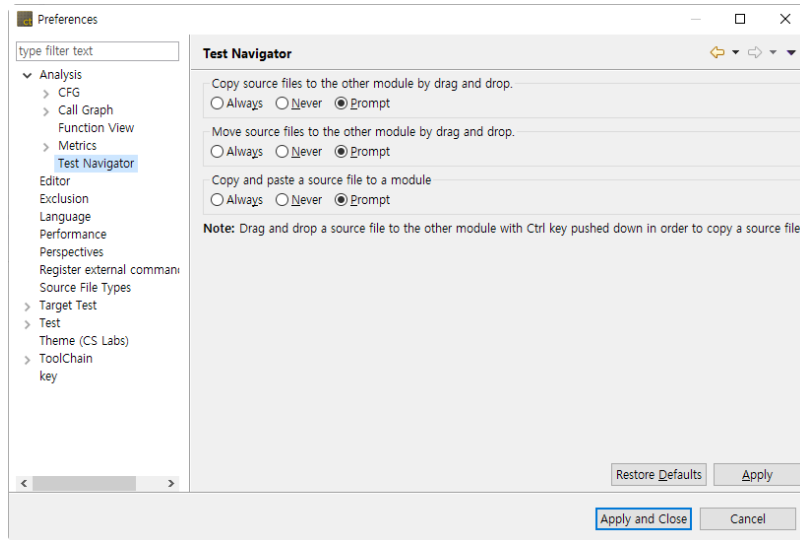 ct Preferences
type filter text
Analysis
CFG
Call Graph
Function View
Metrics
Test Navigator
Editor
Exclusion
Language
Performance
Perspectives
Register external comman
Source File Types
Target Test
Test
Theme (CS Labs)
ToolChain
key
Test Navigator
Copy source files to the other module by drag and drop.
Always Never Prompt
Move source files to the other module by drag and drop.
Always Never Prompt
Copy and paste a source file to a module
Always Never Prompt
Note: Drag and drop a source file to the other module with Ctrl key pushed down in order to copy a source file
Restore Defaults Apply
Apply and Close Cancel